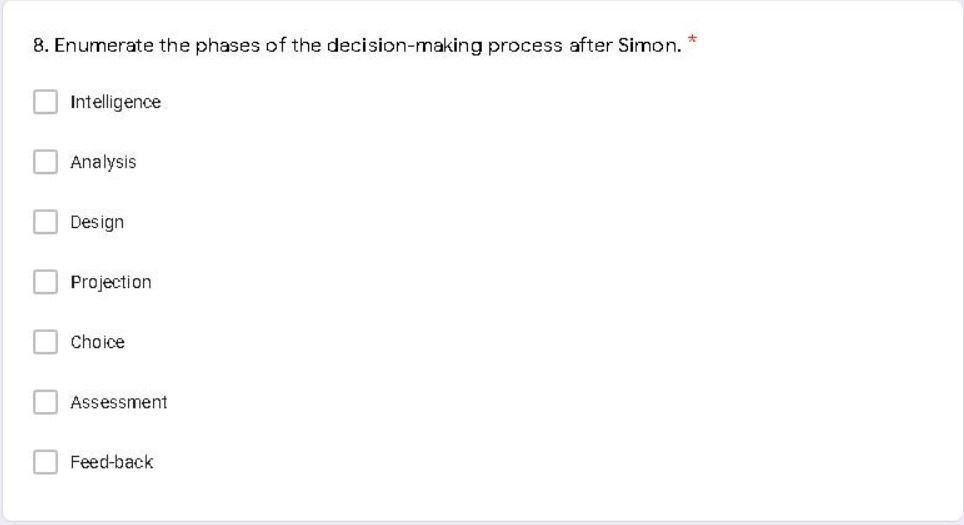 8. Enumerate the phases of the decision-making process after Simon. *
Intelligence
Analysis
Design
Projection
Choice
Assessment
Feed-back